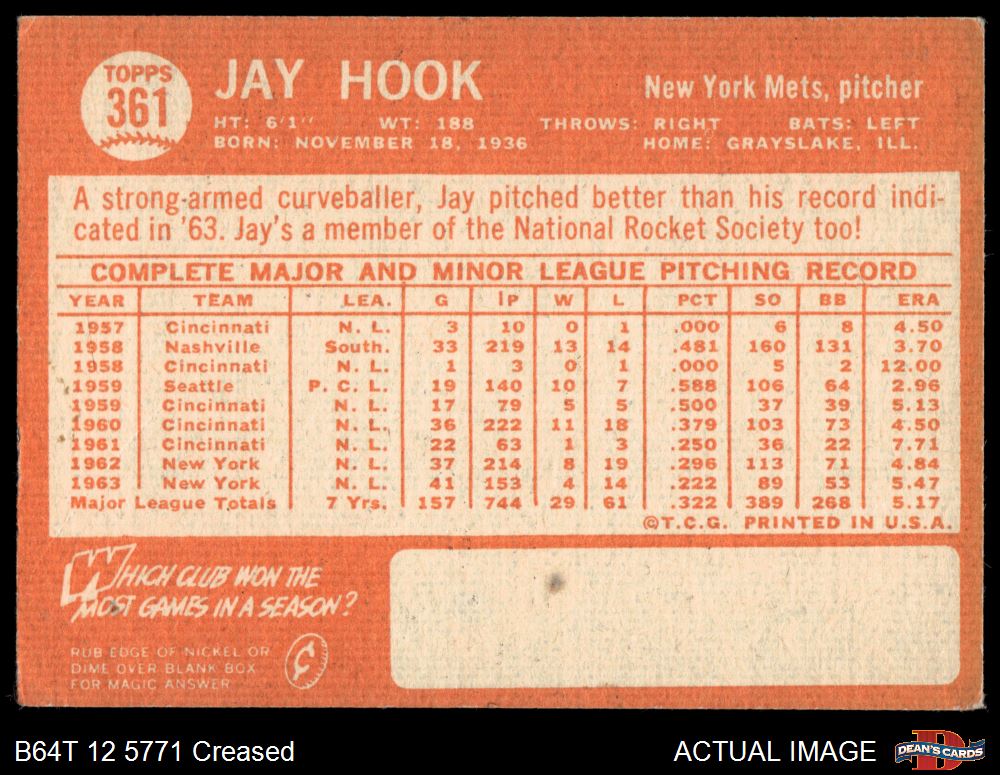 TOPPS
361
JAY HOOK
New York Mets, pitcher
HT: 6'1" WT: 188 THROWS: RIGHT BATS: LEFT
BORN: NOVEMBER 18, 1936 HOME: GRAYSLAKE, ILL.
A strong-armed curveballer, Jay pitched better than his record indi-
cated in '63. Jay's a member of the National Rocket Society too!
COMPLETE MAJOR AND MINOR LEAGUE PITCHING RECORD
YEAR TEAM LEA. G IP W L PCT SO BB ERA
1957 Cincinnati N. L. 3 10 0 1 .000 6 8 4.50
1958 Nashville South. 33 219 13 14 .481 160 131 3.70
1958 Cincinnati N. L. 1 3 0 1 .000 5 2 12.00
1959 Seattle P. C. L. 19 140 10 7 .588 106 64 2.96
1959 Cincinnati N. L. 17 79 5 5 .500 37 39 5.13
1960 Cincinnati N. L. 36 222 11 18 .379 103 73 4.50
1961 Cincinnati N. L. 22 63 1 3 .250 36 22 7.71
1962 New York N. L. 37 214 8 19 .296 113 71 4.84
1963 New York N. L. 41 153 4 14 .222 89 53 5.47
Major League Totals 7 Yrs. 157 744 29 61 .322 389 268 5.17
©T.C.G. PRINTED IN U.S.A.
WHICH CLUB WON THE
MOST GAMES IN A SEASON?
RUB EDGE OF NICKEL OR
DIME OVER BLANK BOX
FOR MAGIC ANSWER
¢
B64T 12 5771 Creased
ACTUAL IMAGE
DEAN'S CARDS